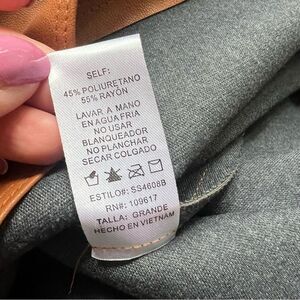 SELF:
45% POLIURETANO
55% RAYÓN
LAVAR A MANO
EN AGUA FRIA
NO USAR
BLANQUEADOR
NO PLANCHAR
SECAR COLGADO
ESTILO#: SS4608B
RN#: 109617
TALLA: GRANDE
HECHO EN VIETNAM